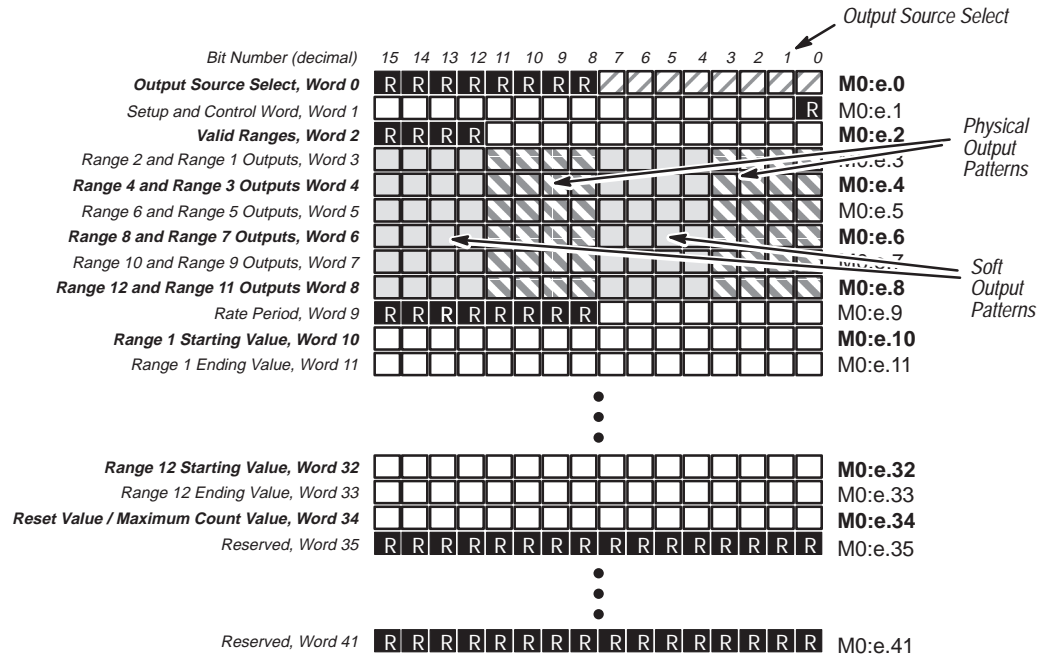 Output Source Select
Bit Number (decimal) 15 14 13 12 11 10 9 8 7 6 5 4 3 2 1 0
Output Source Select, Word 0 R R R R R R R R M0:e.0
Setup and Control Word, Word 1 R M0:e.1
Valid Ranges, Word 2 R R R R M0:e.2
Physical
Output
Patterns
Range 2 and Range 1 Outputs, Word 3 M0:e.3
Range 4 and Range 3 Outputs Word 4 M0:e.4
Range 6 and Range 5 Outputs, Word 5 M0:e.5
Range 8 and Range 7 Outputs, Word 6 M0:e.6
Range 10 and Range 9 Outputs, Word 7 M0:e.7
Soft
Output
Patterns
Range 12 and Range 11 Outputs Word 8 M0:e.8
Rate Period, Word 9 R R R R R R R R M0:e.9
Range 1 Starting Value, Word 10 M0:e.10
Range 1 Ending Value, Word 11 M0:e.11
Range 12 Starting Value, Word 32 M0:e.32
Range 12 Ending Value, Word 33 M0:e.33
Reset Value / Maximum Count Value, Word 34 M0:e.34
Reserved, Word 35 R R R R R R R R R R R R R R R R M0:e.35
Reserved, Word 41 R R R R R R R R R R R R R R R R M0:e.41